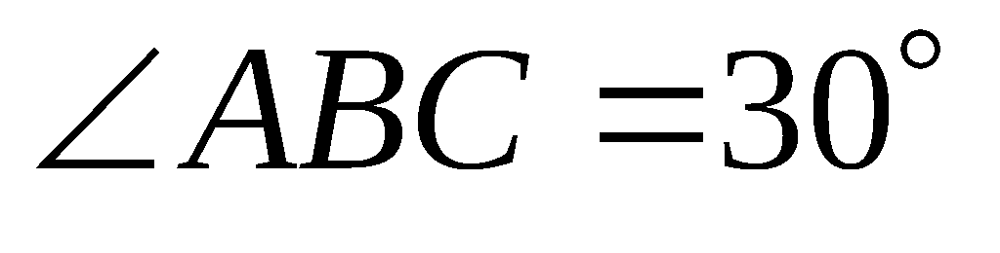 ∠ABC = 30°